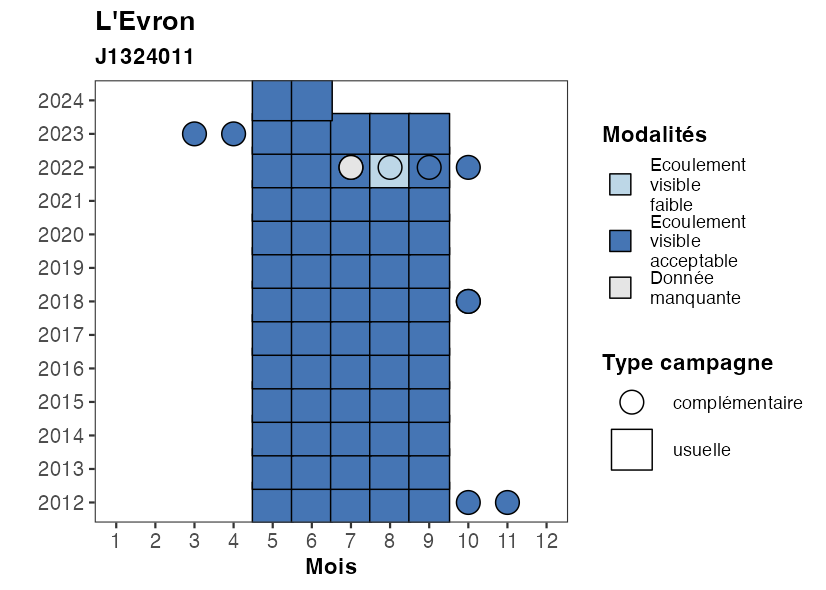 L'Evron
J1324011
2024
2023
2022
2021
2020
2019
2018
2017
2016
2015
2014
2013
2012
1 2 3 4 5 6 7 8 9 10 11 12
Mois
Modalités
Ecoulement
visible
faible
Ecoulement
visible
acceptable
Donnée
manquante
Type campagne
complémentaire
usuelle